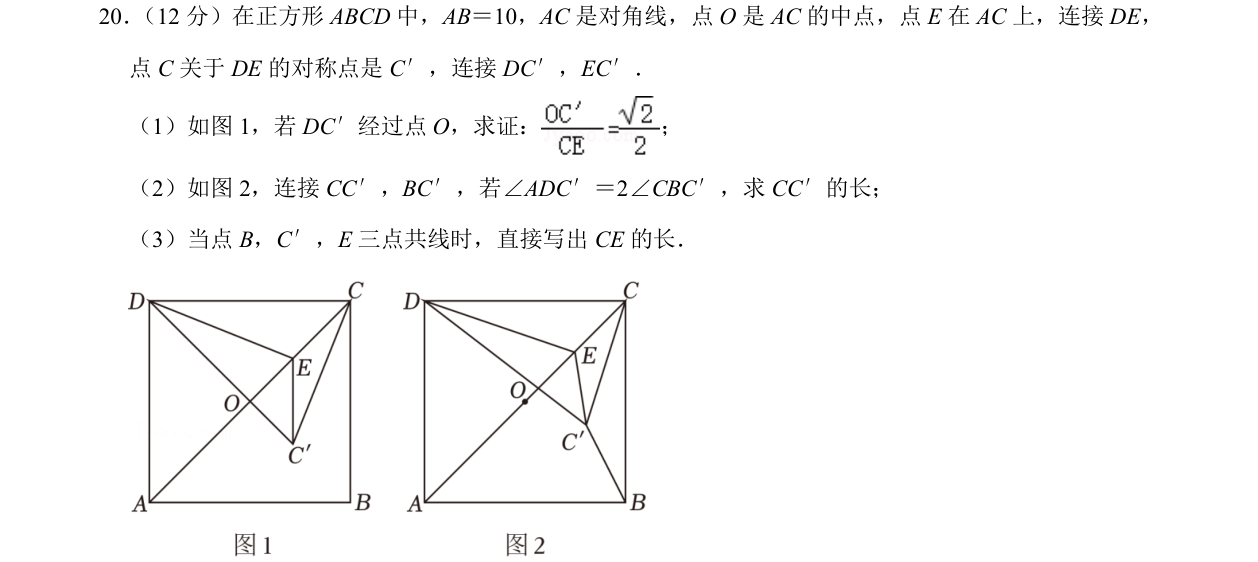 20.（12 分）在正方形 ABCD 中，AB＝10，AC 是对角线，点 O 是 AC 的中点，点 E 在 AC 上，连接 DE，
点 C 关于 DE 的对称点是 C′，连接 DC′，EC′．
（1）如图 1，若 DC′ 经过点 O，求证：OC′/CE=√2/2；
（2）如图 2，连接 CC′，BC′，若∠ADC′＝2∠CBC′，求 CC′ 的长；
（3）当点 B，C′，E 三点共线时，直接写出 CE 的长．
D C D C
E E
O O
C′ C′
A B A B
图 1 图 2